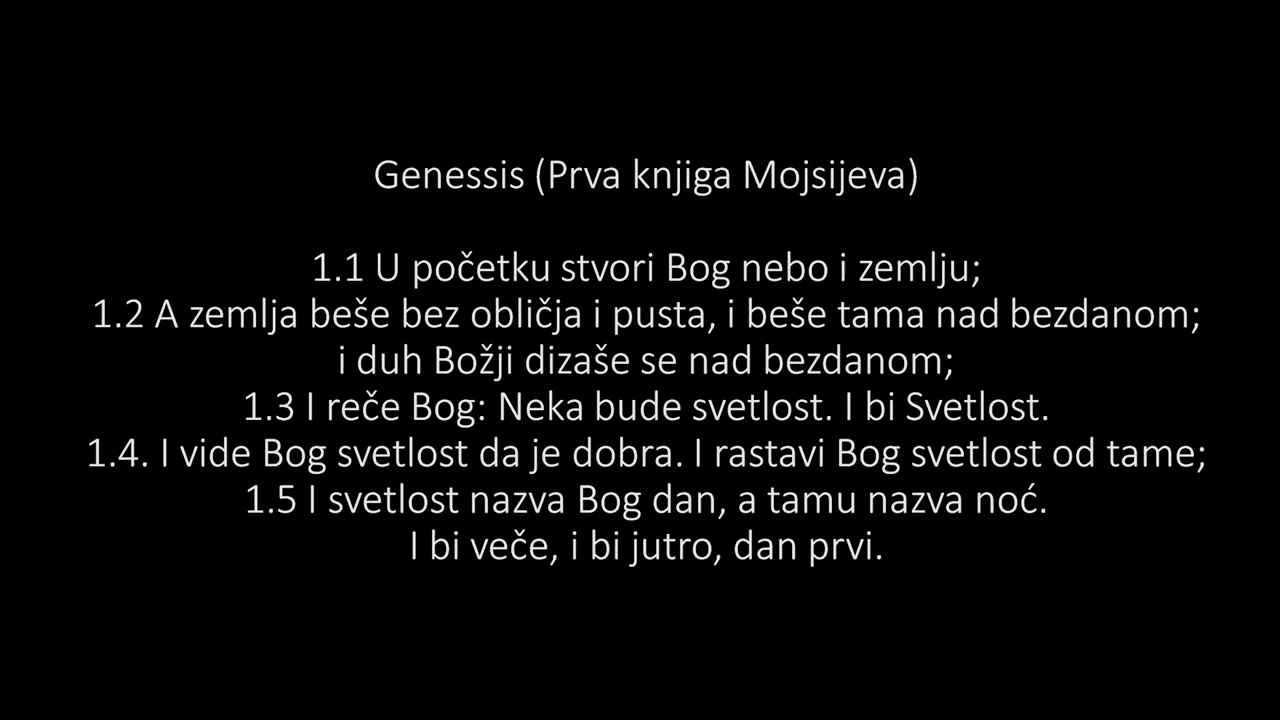 Genessis (Prva knjiga Mojsijeva)
1.1 U početku stvori Bog nebo i zemlju;
1.2 A zemlja beše bez obličja i pusta, i beše tama nad bezdanom;
i duh Božji dizaše se nad bezdanom;
1.3 I reče Bog: Neka bude svetlost. I bi Svetlost.
1.4. I vide Bog svetlost da je dobra. I rastavi Bog svetlost od tame;
1.5 I svetlost nazva Bog dan, a tamu nazva noć.
I bi veče, i bi jutro, dan prvi.